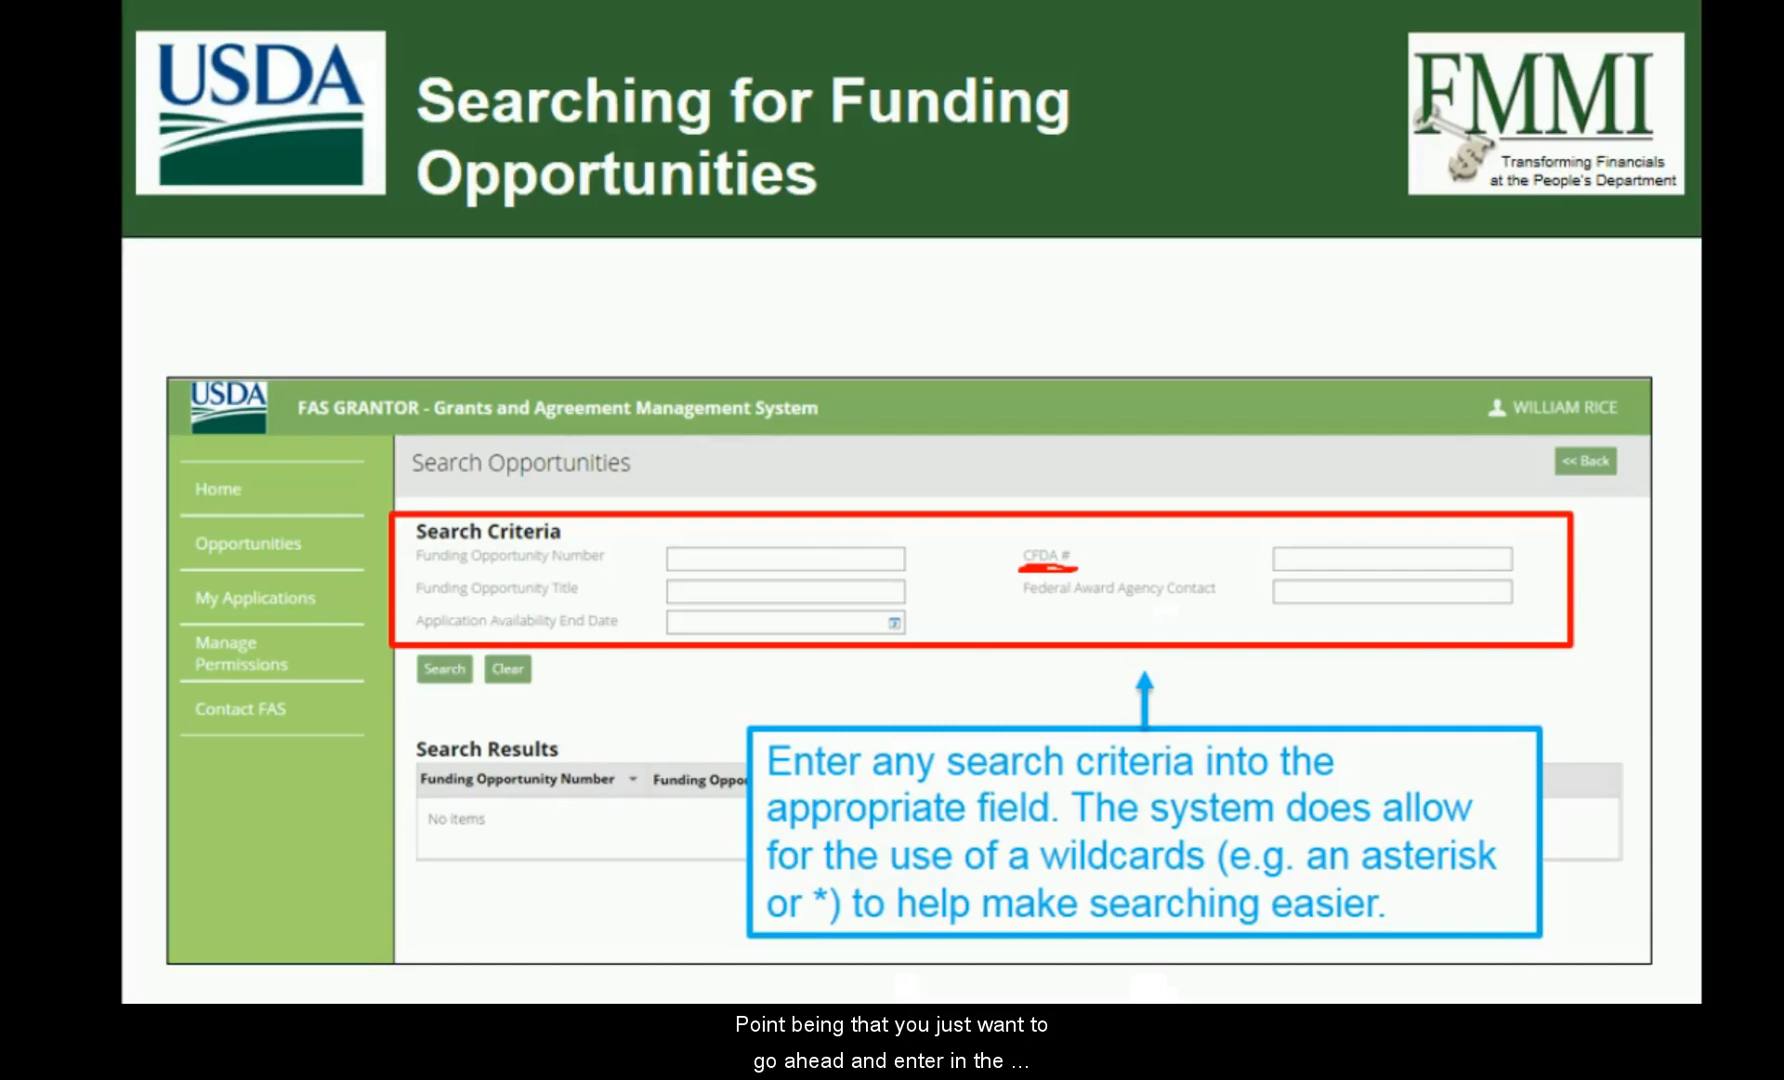 USDA
Searching for Funding
Opportunities
FMMI
Transforming Financials
at the People's Department
USDA
FAS GRANTOR - Grants and Agreement Management System
WILLIAM RICE
Home
Opportunities
My Applications
Manage
Permissions
Contact FAS
Search Opportunities
<< Back
Search Criteria
Funding Opportunity Number
CFDA #
Funding Opportunity Title
Federal Award Agency Contact
Application Availability End Date
Search
Clear
Search Results
Funding Opportunity Number
Funding Oppo
No items
Enter any search criteria into the
appropriate field. The system does allow
for the use of a wildcards (e.g. an asterisk
or *) to help make searching easier.
Point being that you just want to
go ahead and enter in the ...